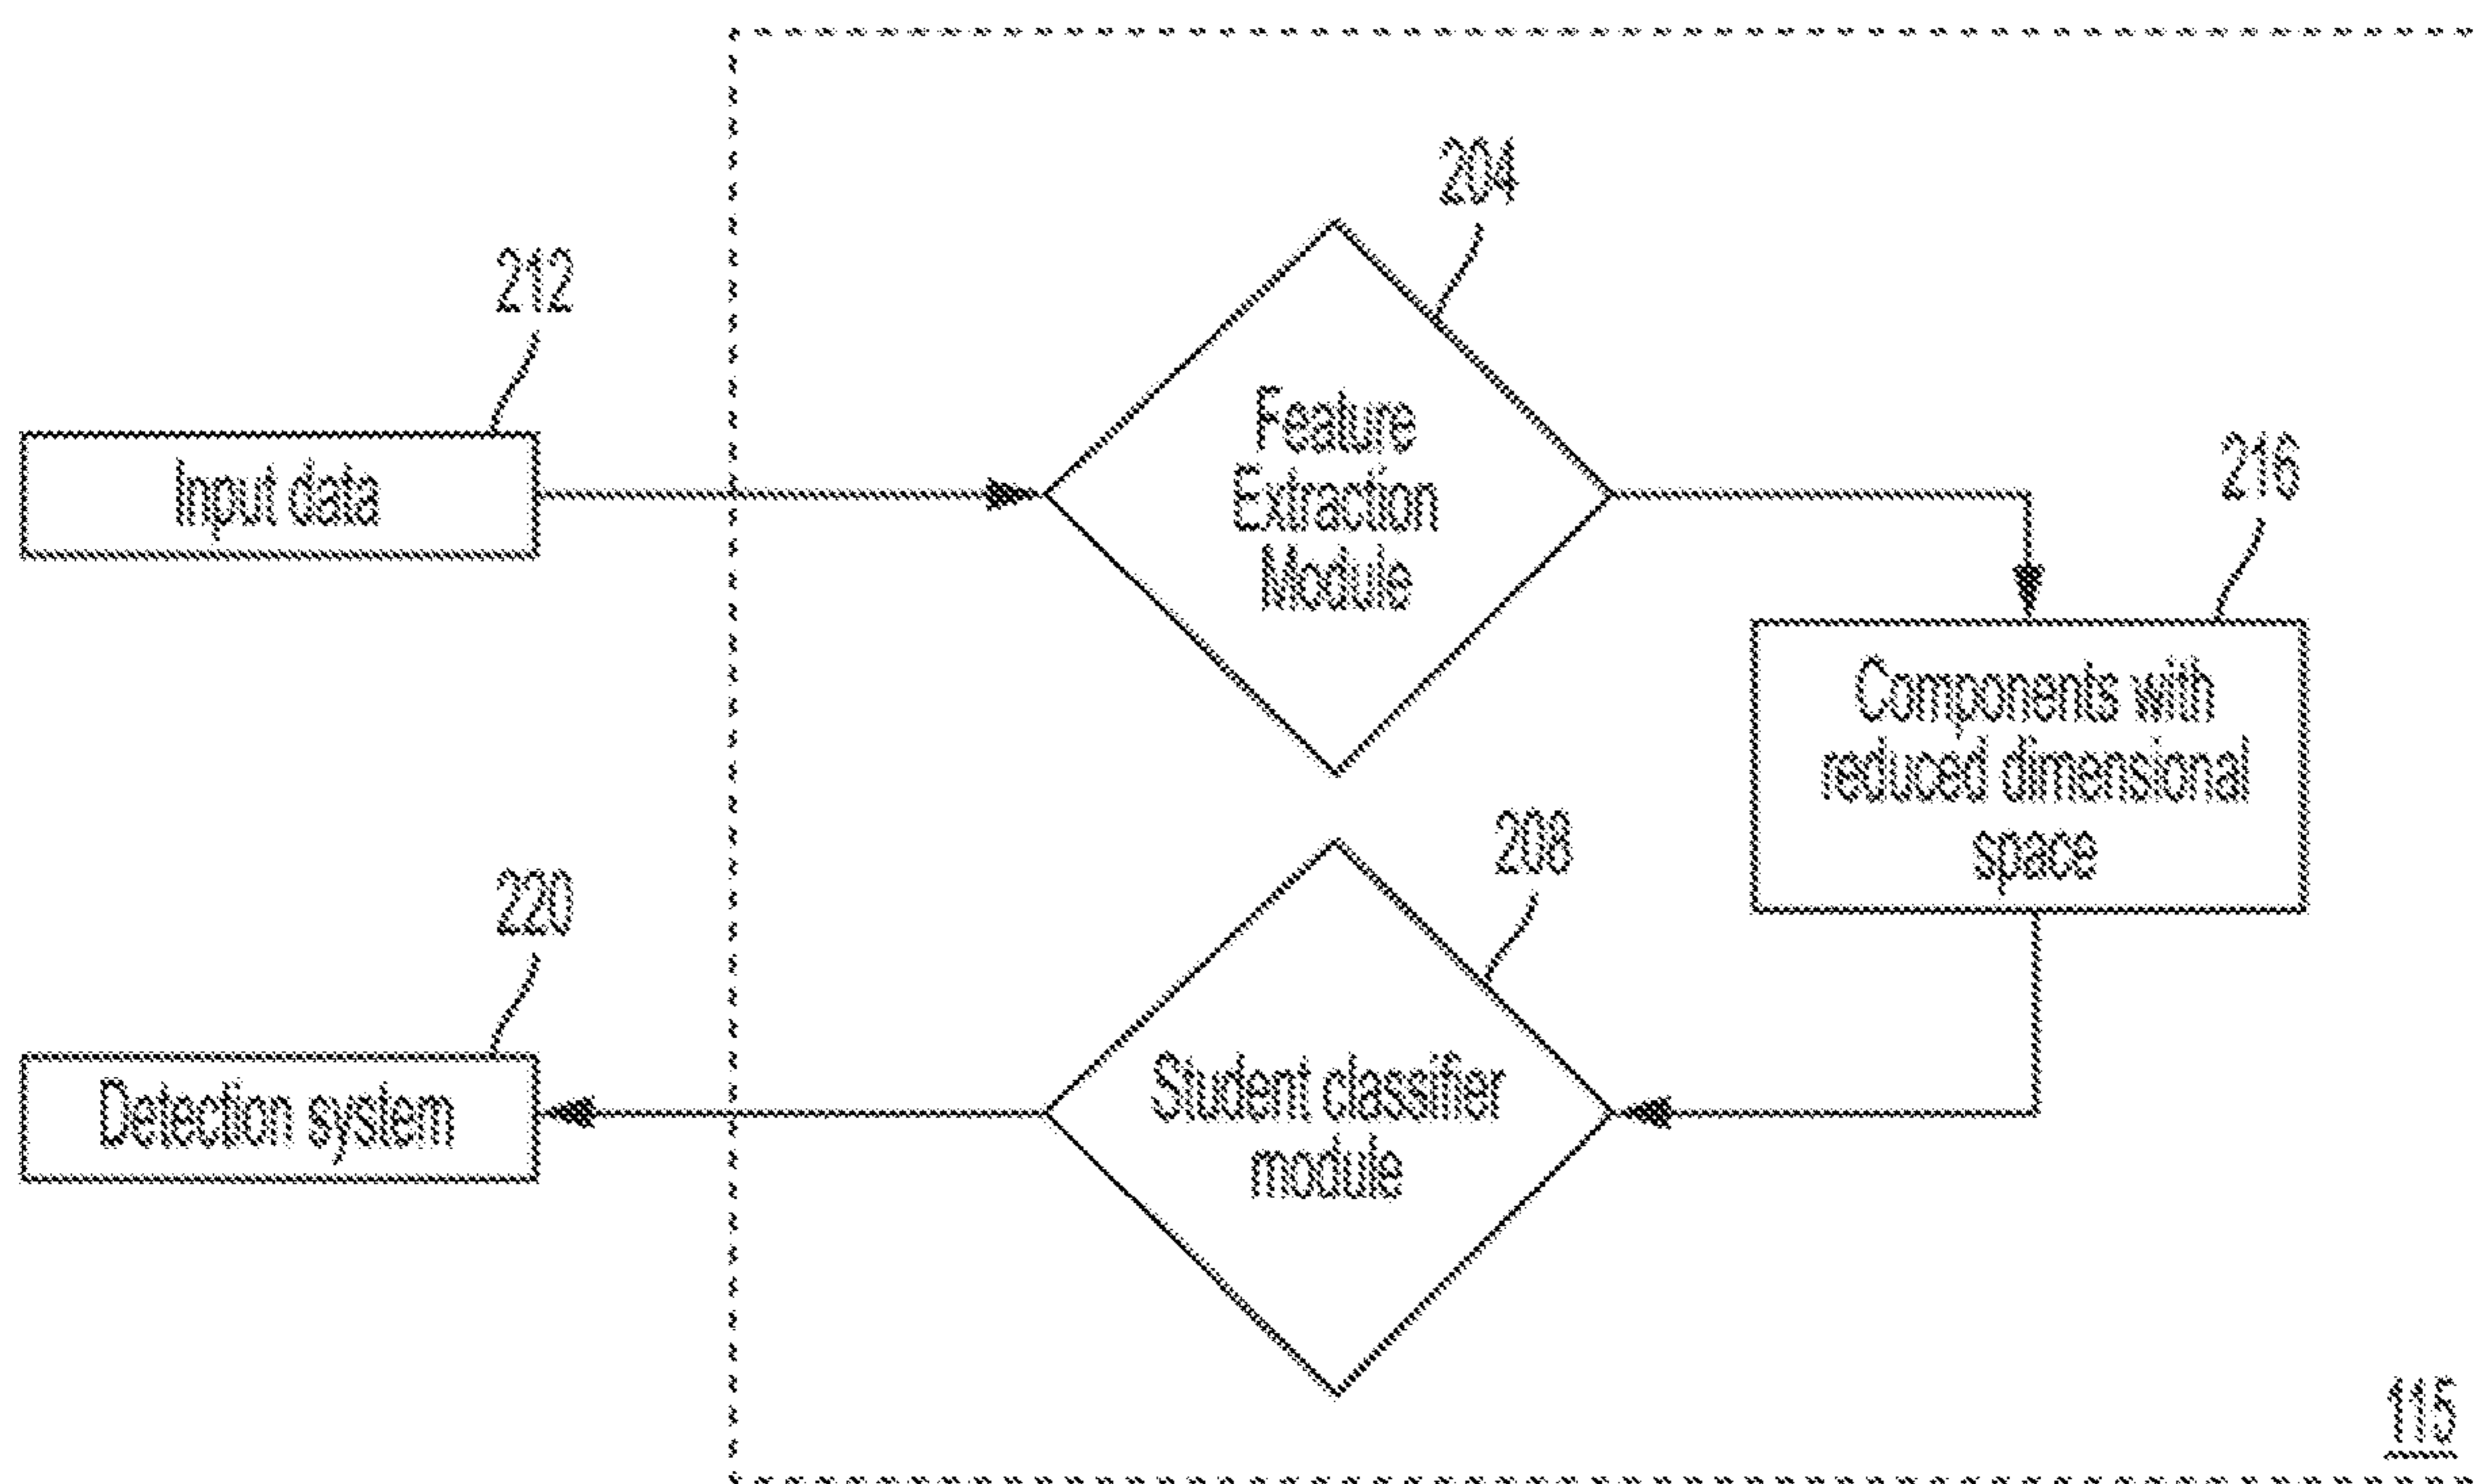 204
212
Feature
Extraction
Module
Input data
216
Components with
reduced dimensional
space
208
220
Student classifier
module
Detection system
115